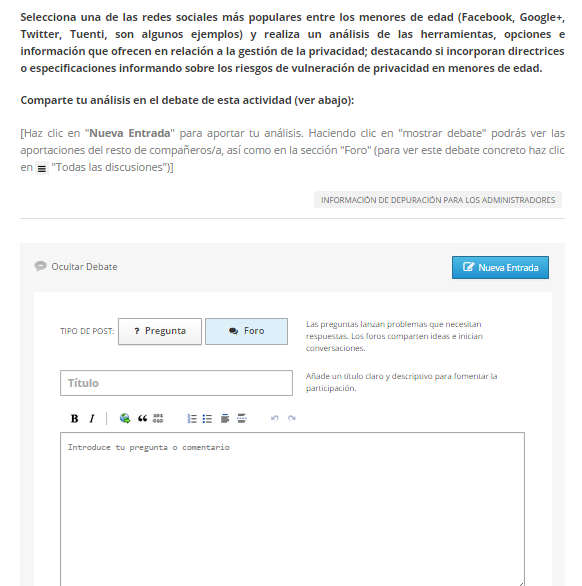 Selecciona una de las redes sociales más populares entre los menores de edad (Facebook, Google+,
Twitter, Tuenti, son algunos ejemplos) y realiza un análisis de las herramientas, opciones e
información que ofrecen en relación a la gestión de la privacidad; destacando si incorporan directrices
o especificaciones informando sobre los riesgos de vulneración de privacidad en menores de edad.
Comparte tu análisis en el debate de esta actividad (ver abajo):
[Haz clic en "Nueva Entrada" para aportar tu análisis. Haciendo clic en "mostrar debate" podrás ver las
aportaciones del resto de compañeros/a, así como en la sección "Foro" (para ver este debate concreto haz clic
en "Todas las discusiones")]
INFORMACIÓN DE DEPURACIÓN PARA LOS ADMINISTRADORES
Ocultar Debate
Nueva Entrada
TIPO DE POST:
? Pregunta
Foro
Las preguntas lanzan problemas que necesitan
respuestas. Los foros comparten ideas e inician
conversaciones.
Título
Añade un título claro y descriptivo para fomentar la
participación.
B I
Introduce tu pregunta o comentario